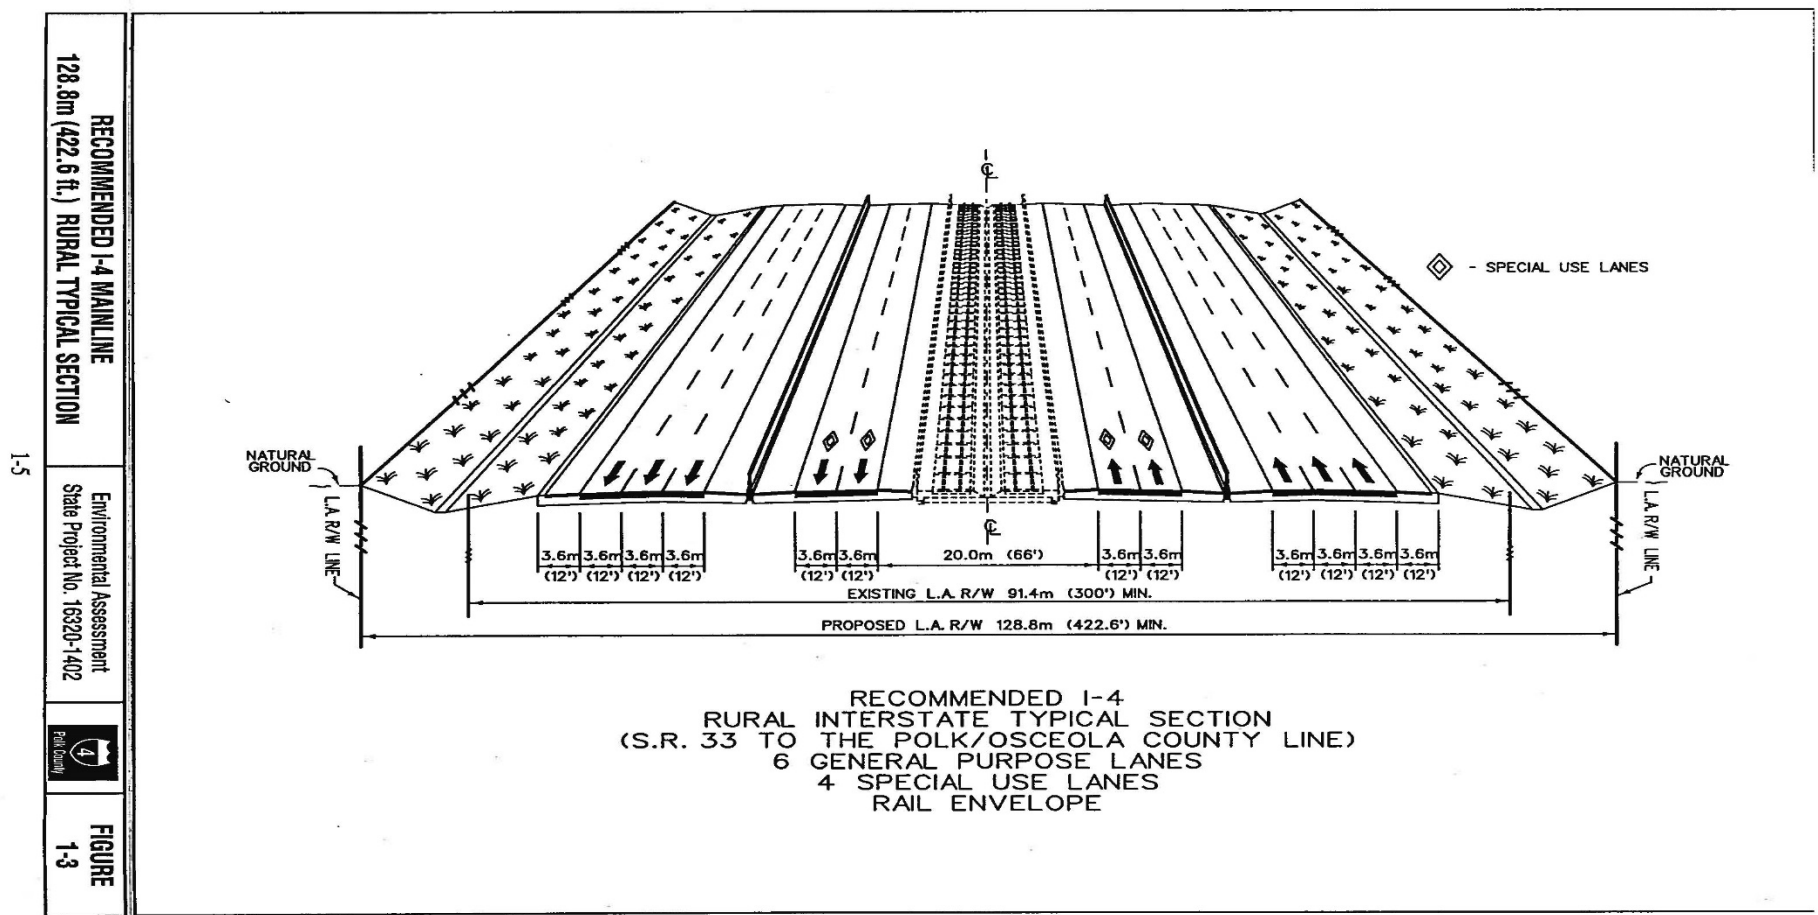 RECOMMENDED I-4 MAINLINE
128.8m (422.6 ft.) RURAL TYPICAL SECTION
Environmental Assessment
State Project No. 16320-1402
4
Polk County
FIGURE
1-3
1-5
℄
- SPECIAL USE LANES
NATURAL
GROUND
NATURAL
GROUND
L.A. R/W LINE
L.A. R/W LINE
℄
3.6m 3.6m 3.6m 3.6m 3.6m 3.6m 20.0m (66') 3.6m 3.6m 3.6m 3.6m 3.6m 3.6m
(12') (12') (12') (12') (12') (12') (12') (12') (12') (12') (12') (12')
EXISTING L.A. R/W 91.4m (300') MIN.
PROPOSED L.A. R/W 128.8m (422.6') MIN.
RECOMMENDED I-4
RURAL INTERSTATE TYPICAL SECTION
(S.R. 33 TO THE POLK/OSCEOLA COUNTY LINE)
6 GENERAL PURPOSE LANES
4 SPECIAL USE LANES
RAIL ENVELOPE